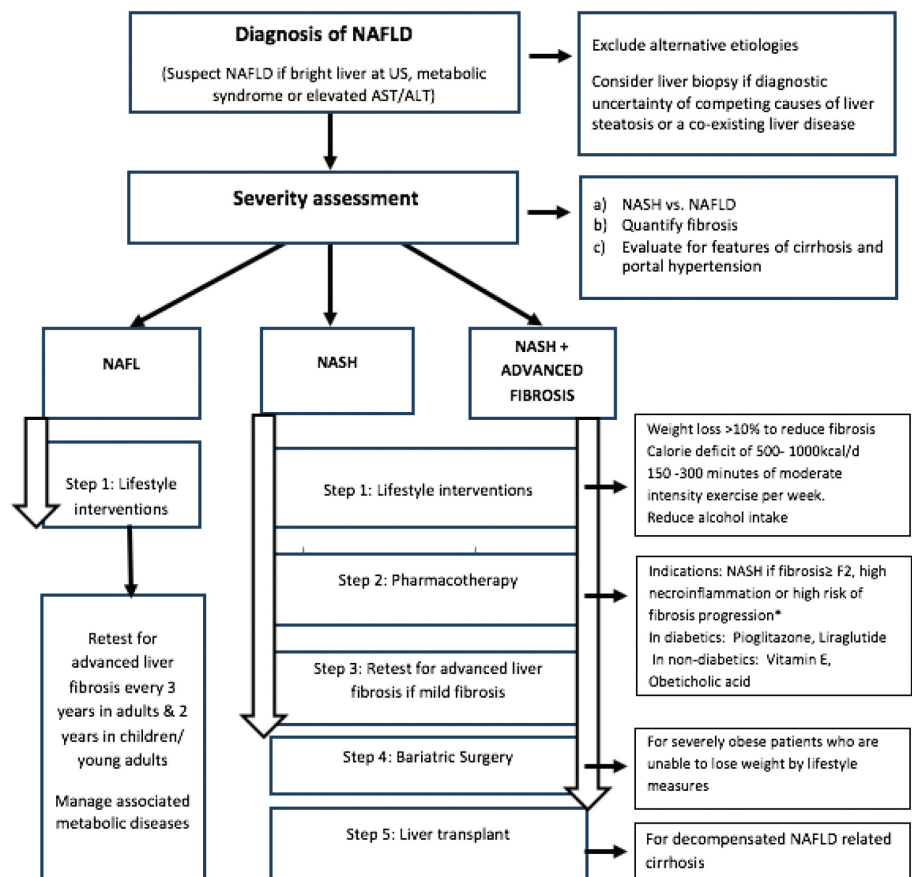 Diagnosis of NAFLD
(Suspect NAFLD if bright liver at US, metabolic
syndrome or elevated AST/ALT)
Exclude alternative etiologies
Consider liver biopsy if diagnostic
uncertainty of competing causes of liver
steatosis or a co-existing liver disease
Severity assessment
a) NASH vs. NAFLD
b) Quantify fibrosis
c) Evaluate for features of cirrhosis and
portal hypertension
NAFL
NASH
NASH +
ADVANCED
FIBROSIS
Step 1: Lifestyle
interventions
Retest for
advanced liver
fibrosis every 3
years in adults & 2
years in children/
young adults
Manage associated
metabolic diseases
Step 1: Lifestyle interventions
Weight loss >10% to reduce fibrosis
Calorie deficit of 500- 1000kcal/d
150 -300 minutes of moderate
intensity exercise per week.
Reduce alcohol intake
Step 2: Pharmacotherapy
Indications: NASH if fibrosis≥ F2, high
necroinflammation or high risk of
fibrosis progression*
In diabetics: Pioglitazone, Liraglutide
In non-diabetics: Vitamin E,
Obeticholic acid
Step 3: Retest for advanced liver
fibrosis if mild fibrosis
Step 4: Bariatric Surgery
For severely obese patients who are
unable to lose weight by lifestyle
measures
Step 5: Liver transplant
For decompensated NAFLD related
cirrhosis